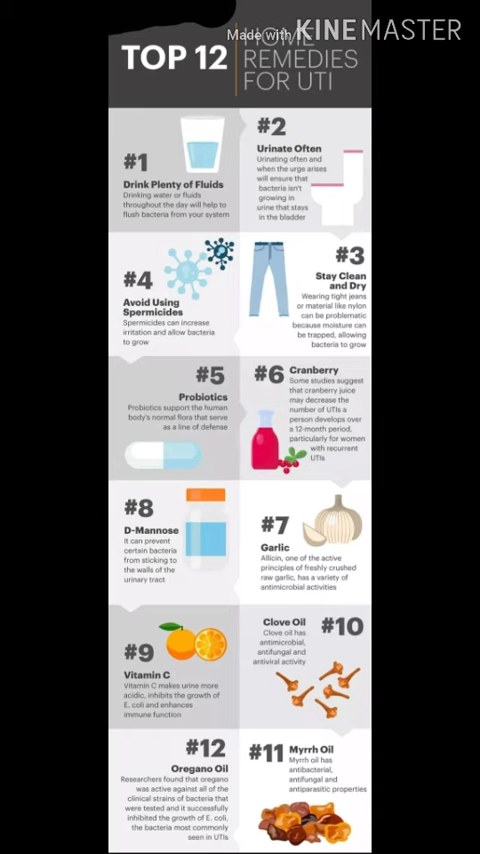 Made with
KINEMASTER
TOP 12
HOME
REMEDIES
FOR UTI
#1
Drink Plenty of Fluids
Drinking water or fluids
throughout the day will help to
flush bacteria from your system
#2
Urinate Often
Urinating often and
when the urge arises
will ensure that
bacteria isn't
growing in
urine that stays
in the bladder
#3
Stay Clean
and Dry
Wearing tight jeans
or material like nylon
can be problematic
because moisture can
be trapped, allowing
bacteria to grow
#4
Avoid Using
Spermicides
Spermicides can increase
irritation and allow bacteria
to grow
#5
Probiotics
Probiotics support the human
body's normal flora that serve
as a line of defense
#6
Cranberry
Some studies suggest
that cranberry juice
may decrease the
number of UTIs a
person develops over
a 12-month period,
particularly for women
with recurrent
UTIs
#8
D-Mannose
It can prevent
certain bacteria
from sticking to
the walls of the
urinary tract
#7
Garlic
Allicin, one of the active
principles of freshly crushed
raw garlic, has a variety of
antimicrobial activities
#9
Vitamin C
Vitamin C makes urine more
acidic, inhibits the growth of
E. coli and enhances
immune function
#10
Clove Oil
Clove oil has
antimicrobial,
antifungal and
antiviral activity
#12
Oregano Oil
Researchers found that oregano
was active against all of the
clinical strains of bacteria that
were tested and it successfully
inhibited the growth of E. coli,
the bacteria most commonly
seen in UTIs
#11
Myrrh Oil
Myrrh oil has
antibacterial,
antifungal and
antiparasitic properties